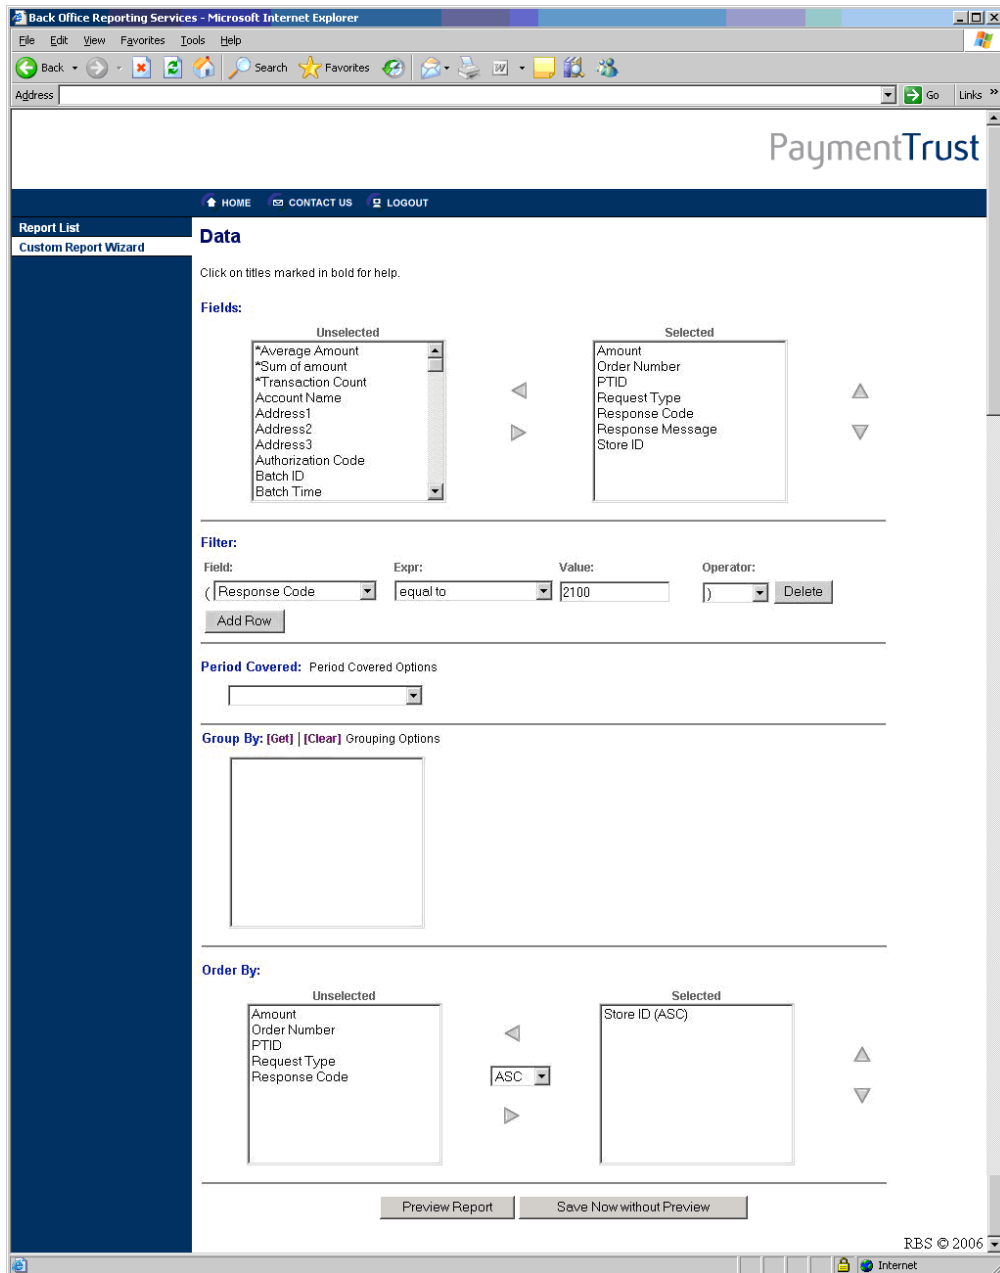 Back Office Reporting Services - Microsoft Internet Explorer
File Edit View Favorites Tools Help
Back Search Favorites
Address Go Links »
PaymentTrust
HOME CONTACT US LOGOUT
Report List
Custom Report Wizard
Data
Click on titles marked in bold for help.
Fields:
Unselected Selected
*Average Amount Amount
*Sum of amount Order Number
*Transaction Count PTID
Account Name Request Type
Address1 Response Code
Address2 Response Message
Address3 Store ID
Authorization Code
Batch ID
Batch Time
Filter:
Field: Expr: Value: Operator:
( Response Code equal to 2100 ) Delete
Add Row
Period Covered: Period Covered Options
Group By: [Get] | [Clear] Grouping Options
Order By:
Unselected Selected
Amount Store ID (ASC)
Order Number
PTID
Request Type
Response Code
ASC
Preview Report Save Now without Preview
RBS © 2006
Internet